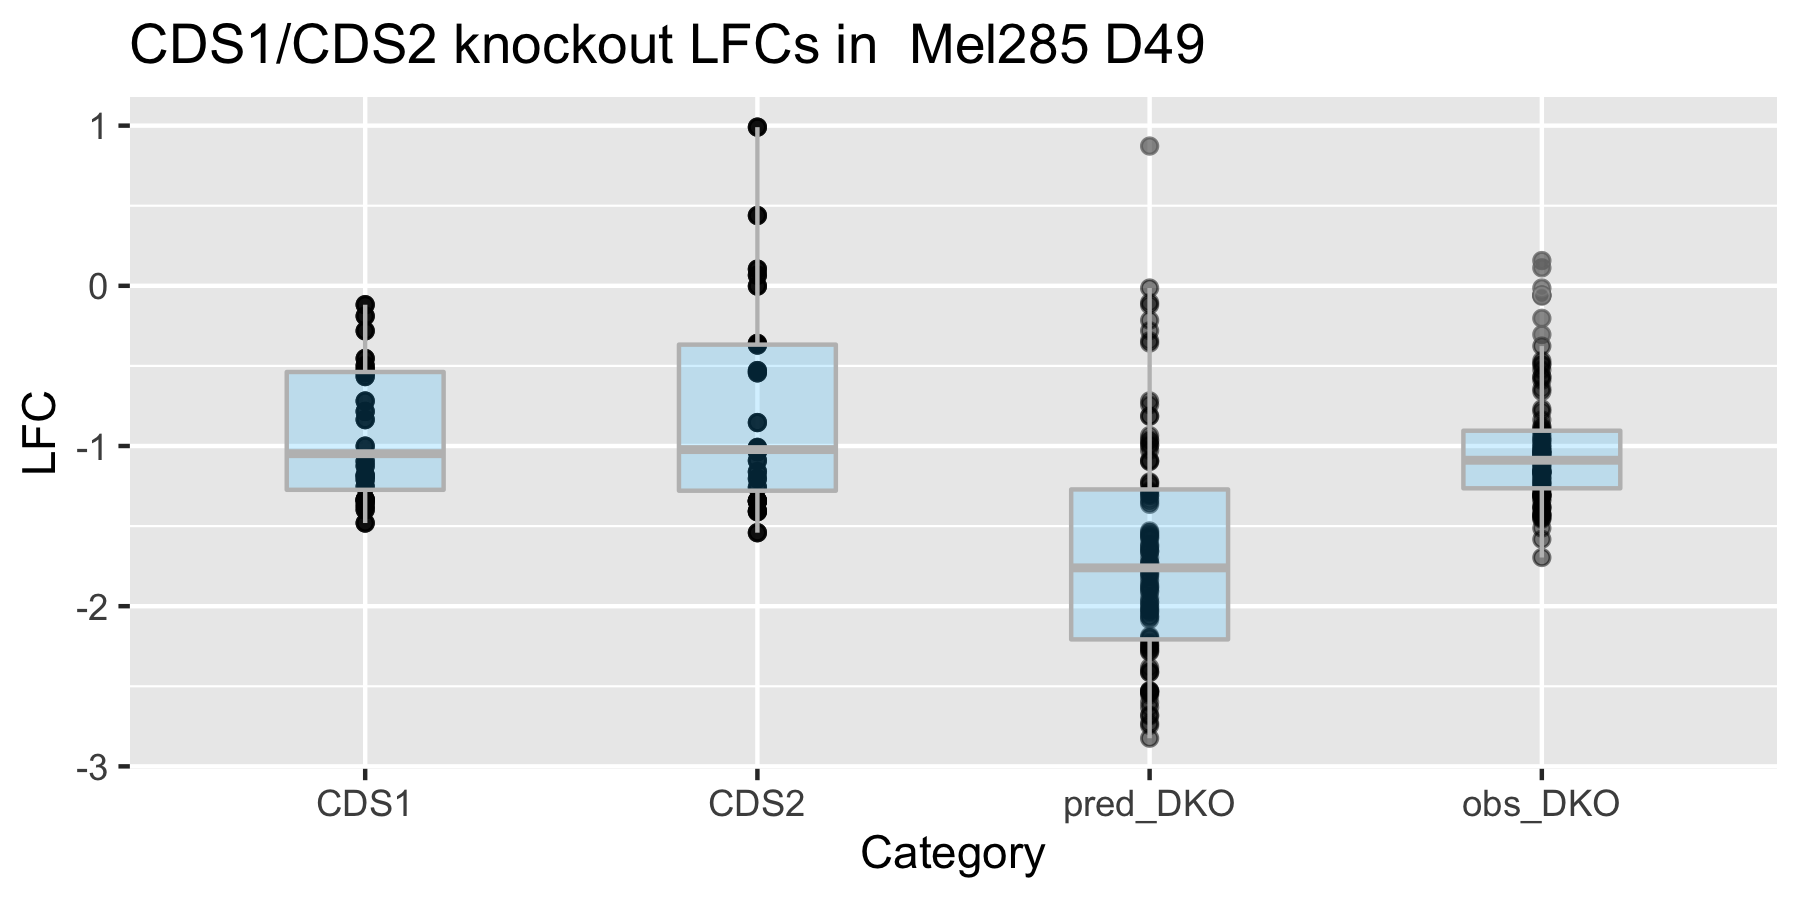 CDS1/CDS2 knockout LFCs in  Mel285 D49
1
0
-1
-2
-3
LFC
CDS1 CDS2 pred_DKO obs_DKO
Category